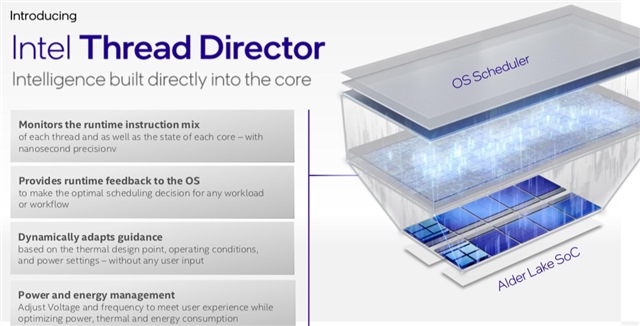 Introducing
Intel Thread Director
Intelligence built directly into the core
Monitors the runtime instruction mix
of each thread and as well as the state of each core – with
nanosecond precisionv
Provides runtime feedback to the OS
to make the optimal scheduling decision for any workload
or workflow
Dynamically adapts guidance
based on the thermal design point, operating conditions,
and power settings – without any user input
Power and energy management
Adjust Voltage and frequency to meet user experience while
optimizing power, thermal and energy consumption
OS Scheduler
Alder Lake SoC